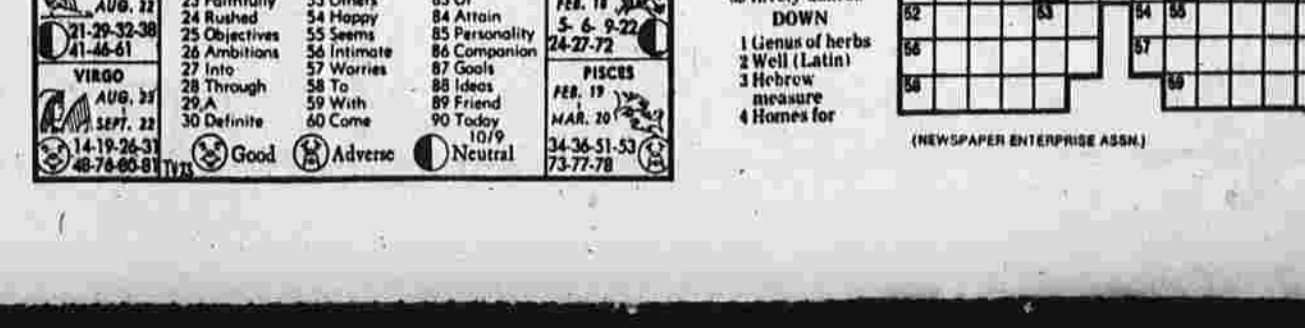 AUG. 22
21-29-32-38
41-46-61
VIRGO
AUG. 23
SEPT. 22
14-19-26-31
48-76-80-81
24 Rushed
25 Objectives
26 Ambitions
27 Into
28 Through
29 A
30 Definite
54 Happy
55 Seems
56 Intimate
57 Worries
58 To
59 With
60 Come
84 Attain
85 Personality
86 Companion
87 Goals
88 Ideas
89 Friend
90 Today
10/9
Good
Adverse
Neutral
5- 6- 9-22
24-27-72
PISCES
FEB. 19
MAR. 20
34-36-51-53
73-77-78
DOWN
1 Genus of herbs
2 Well (Latin)
3 Hebrew
measure
4 Homes for
52
53
54
55
56
57
58
59
(NEWSPAPER ENTERPRISE ASSN.)